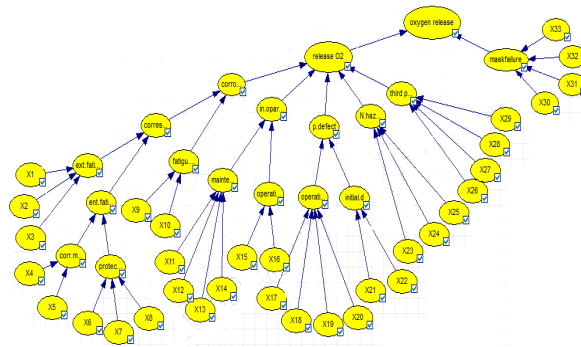 oxygen release
X33
release O2
maskfailure
X32
X31
X30
corro...
third p...
in.opar...
N.haz...
p.defect
X29
corres...
X28
ext.fati...
fatigu...
X27
X1
mainte...
operati...
operati...
initial.d
X26
X2
ent.fati...
X25
X3
X9
X10
X24
X23
corr.m...
protec...
X4
X11
X15
X16
X22
X21
X12
X14
X17
X5
X13
X18
X19
X20
X6
X7
X8